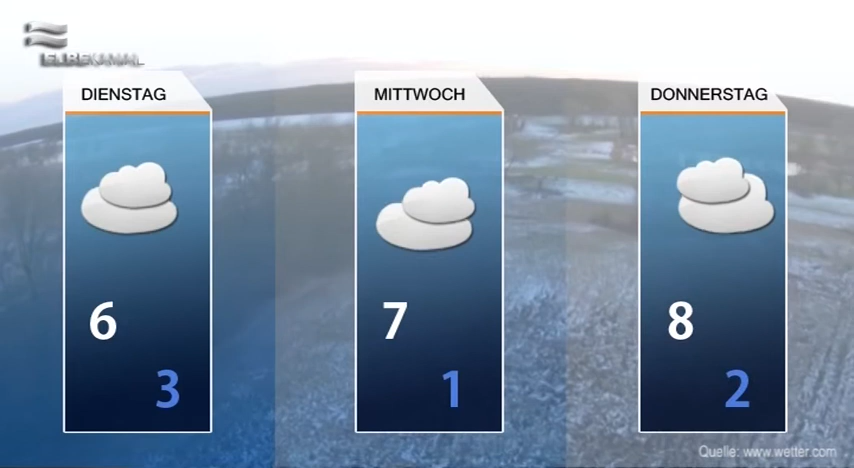 ELBEKANAL
DIENSTAG
MITTWOCH
DONNERSTAG
6
3
7
1
8
2
Quelle: www.wetter.com